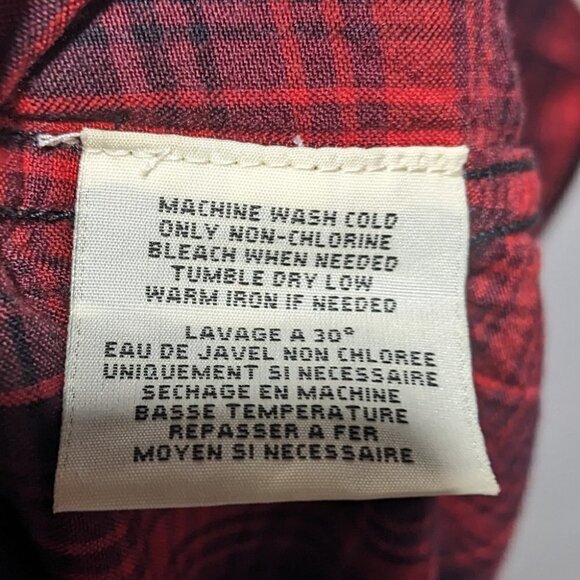 MACHINE WASH COLD
ONLY NON-CHLORINE
BLEACH WHEN NEEDED
TUMBLE DRY LOW
WARM IRON IF NEEDED
LAVAGE A 30°
EAU DE JAVEL NON CHLOREE
UNIQUEMENT SI NECESSAIRE
SECHAGE EN MACHINE
BASSE TEMPERATURE
REPASSER A FER
MOYEN SI NECESSAIRE